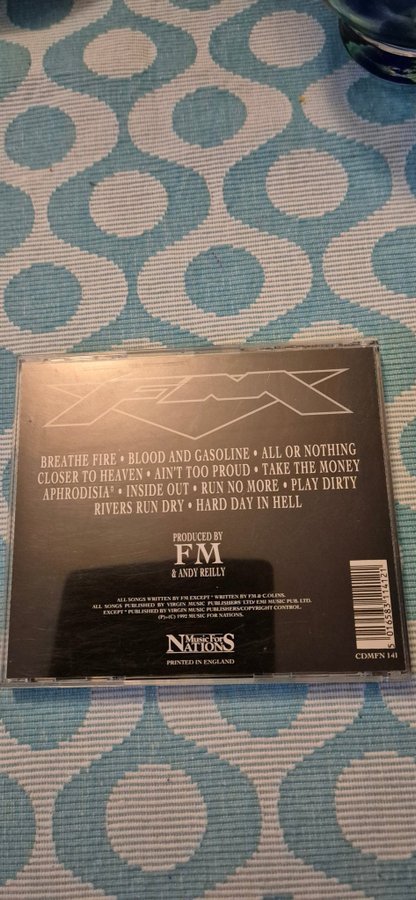 FM
BREATHE FIRE • BLOOD AND GASOLINE • ALL OR NOTHING
CLOSER TO HEAVEN • AIN'T TOO PROUD • TAKE THE MONEY
APHRODISIA° • INSIDE OUT • RUN NO MORE • PLAY DIRTY
RIVERS RUN DRY • HARD DAY IN HELL
PRODUCED BY
FM
& ANDY REILLY
ALL SONGS WRITTEN BY FM EXCEPT ° WRITTEN BY FM & COLINS.
ALL SONGS PUBLISHED BY VIRGIN MUSIC PUBLISHERS LTD/ EMI MUSIC PUB. LTD.
EXCEPT ° PUBLISHED BY VIRGIN MUSIC PUBLISHERS/COPYRIGHT CONTROL.
(P)+(C) 1992 MUSIC FOR NATIONS.
Music For
NATIONS
PRINTED IN ENGLAND
5 016583 114121
CDMFN 141